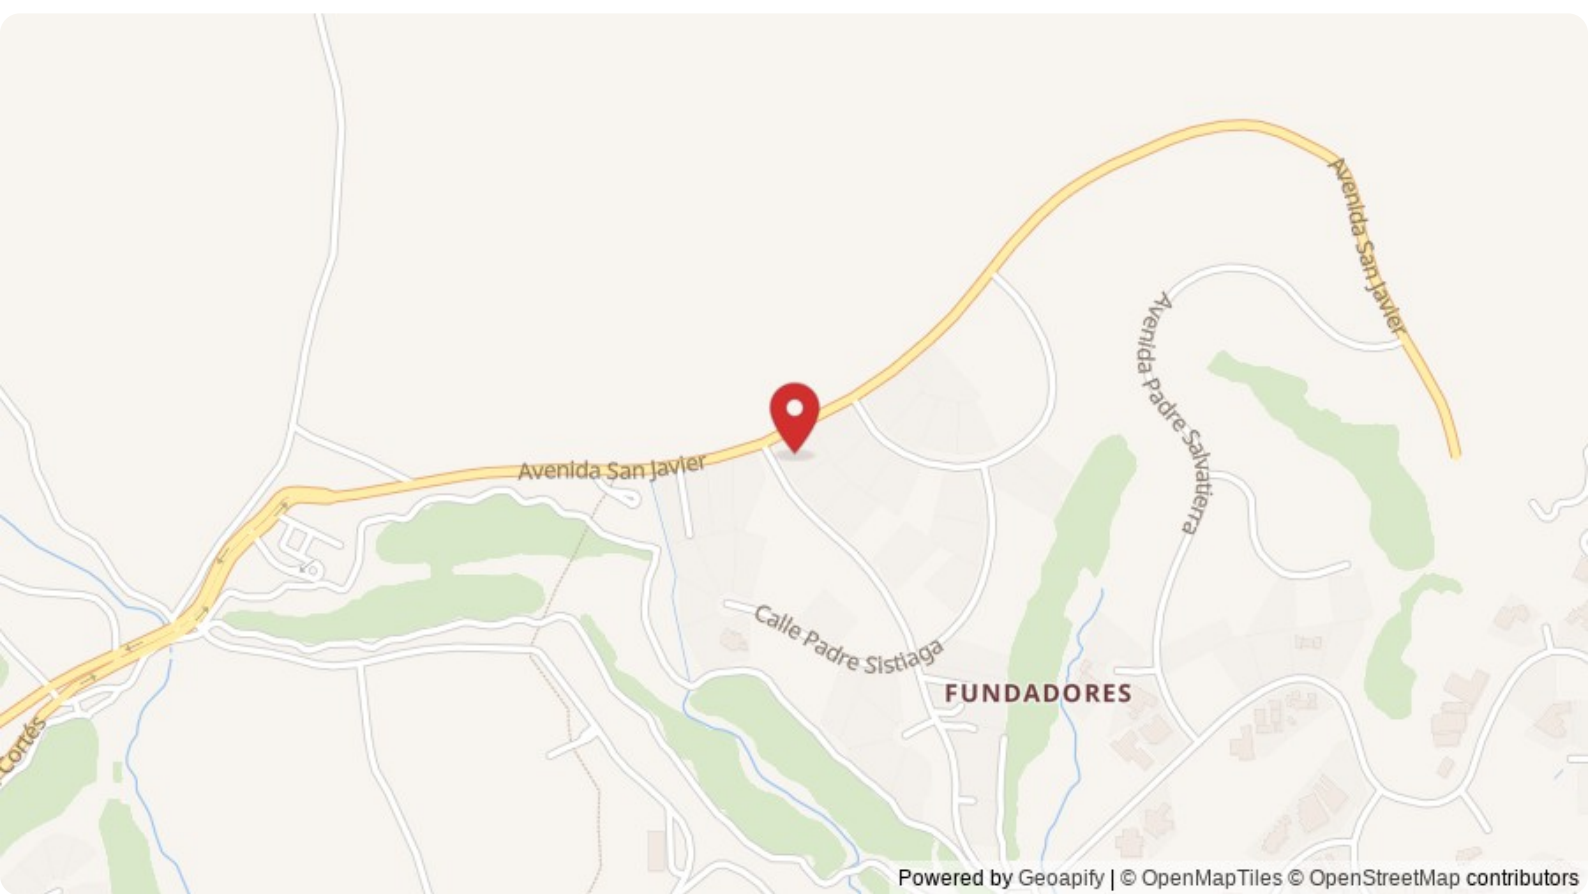 Avenida San Javier
Avenida San Javier
Avenida Padre Salvatierra
Calle Padre Sistiaga
FUNDADORES
Cortés
Powered by Geoapify | © OpenMapTiles © OpenStreetMap contributors